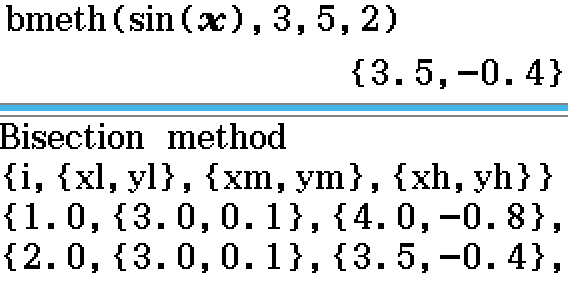 bmeth(sin(x),3,5,2)
{3.5,-0.4}
Bisection method
{i,{xl,yl},{xm,ym},{xh,yh}}
{1.0,{3.0,0.1},{4.0,-0.8},
{2.0,{3.0,0.1},{3.5,-0.4},